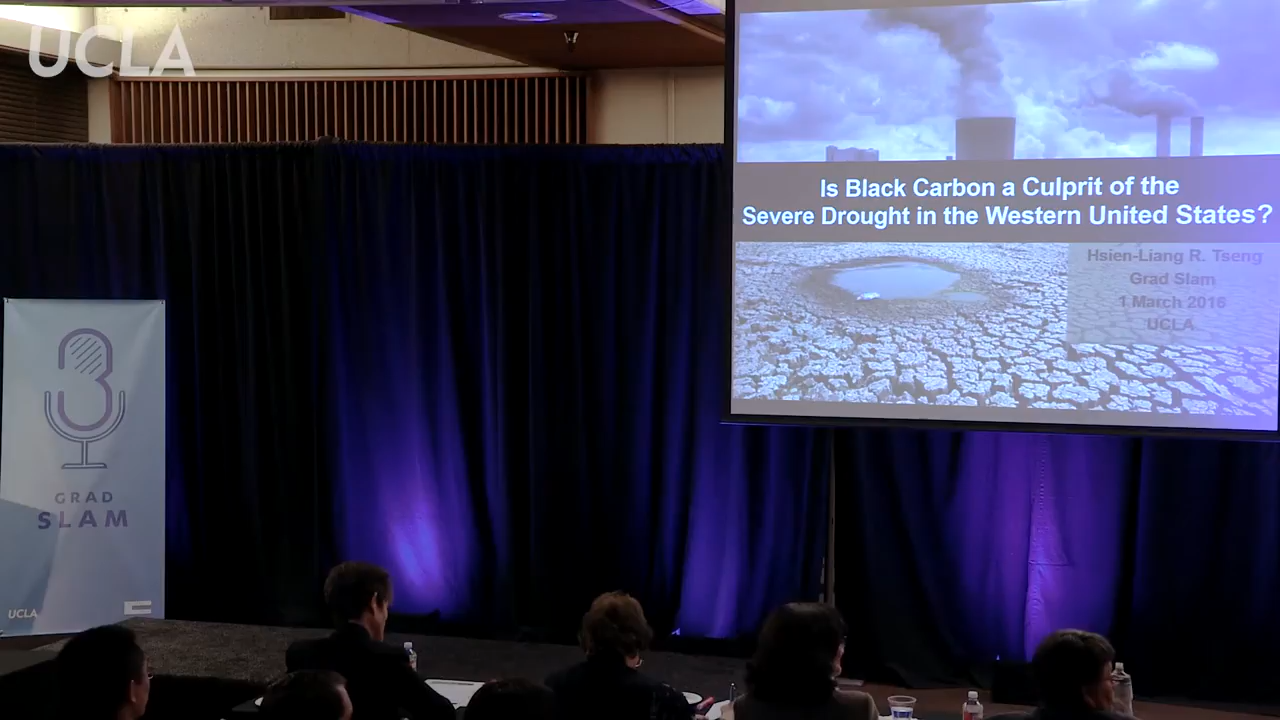 UCLA
Is Black Carbon a Culprit of the
Severe Drought in the Western United States?
Hsien-Liang R. Tseng
Grad Slam
1 March 2016
UCLA
3
GRAD
SLAM
UCLA